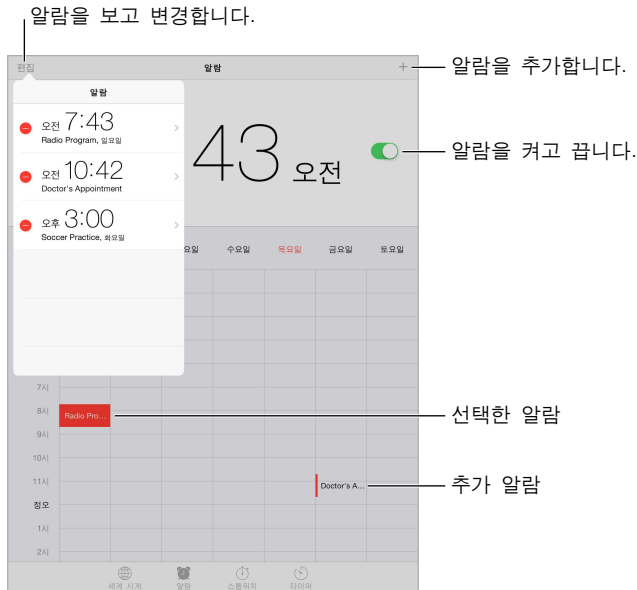 알람을 보고 변경합니다.
편집
알람
+
알람을 추가합니다.
알람
오전 7:43
Radio Program, 일요일
오전 10:42
Doctor's Appointment
오후 3:00
Soccer Practice, 화요일
43 오전
알람을 켜고 끕니다.
요일 수요일 목요일 금요일 토요일
7시
8시
Radio Pro...
선택한 알람
9시
10시
11시
Doctor's A...
추가 알람
정오
1시
2시
세계 시계 알람 스톱워치 타이머